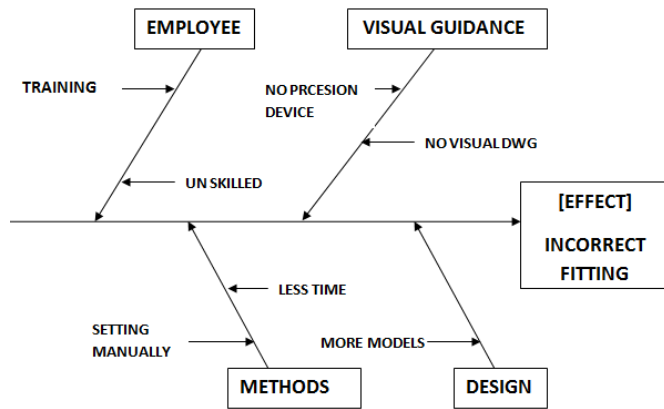 EMPLOYEE
VISUAL GUIDANCE
TRAINING
NO PRCESION
DEVICE
NO VISUAL DWG
UN SKILLED
[EFFECT]
INCORRECT
FITTING
LESS TIME
SETTING
MANUALLY
MORE MODELS
METHODS
DESIGN